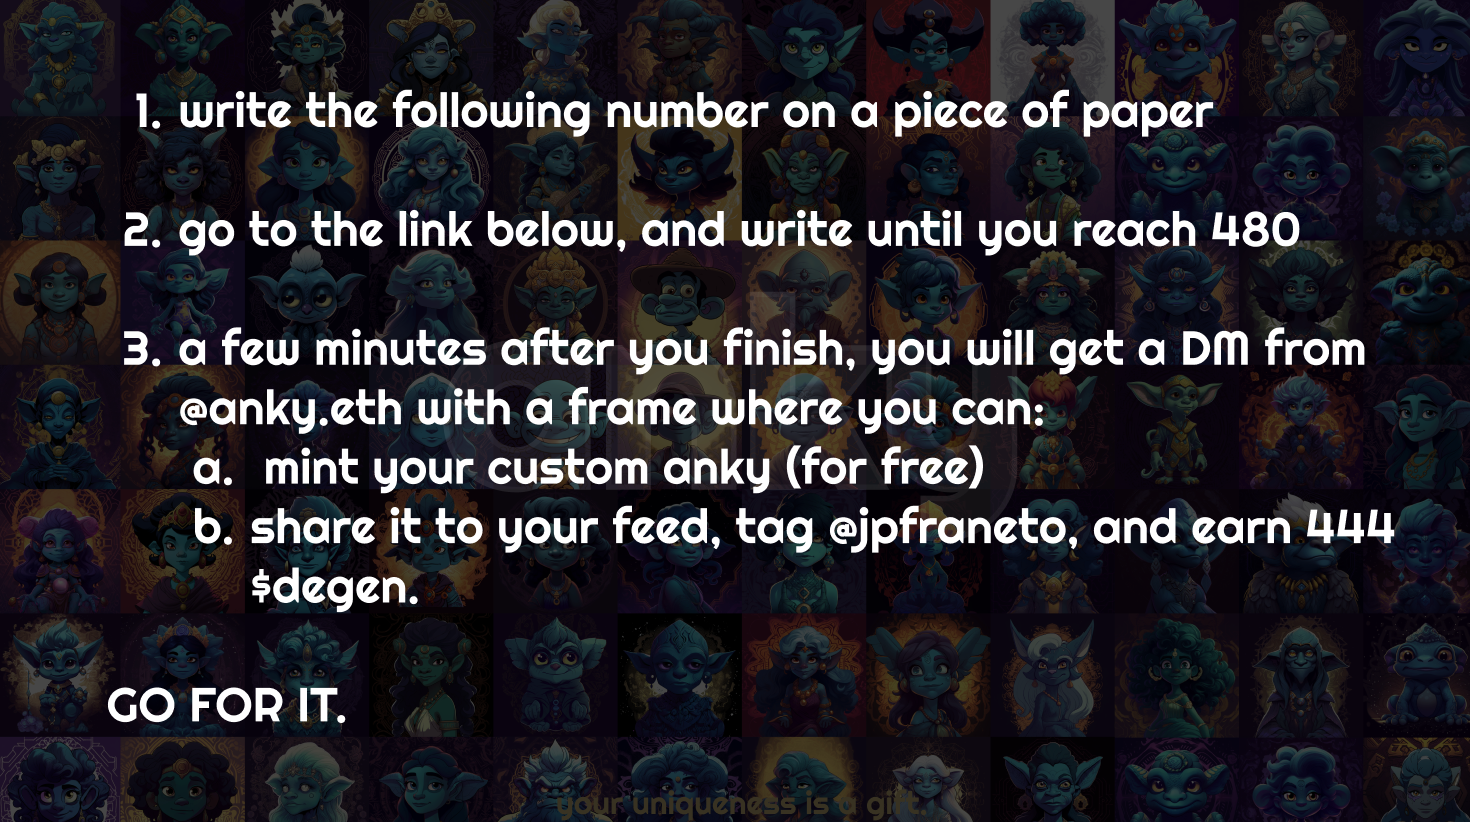 1. write the following number on a piece of paper
2. go to the link below, and write until you reach 480
3. a few minutes after you finish, you will get a DM from
@anky.eth with a frame where you can:
a. mint your custom anky (for free)
b. share it to your feed, tag @jpfraneto, and earn 444
$degen.
GO FOR IT.
anky
your uniqueness is a gift.